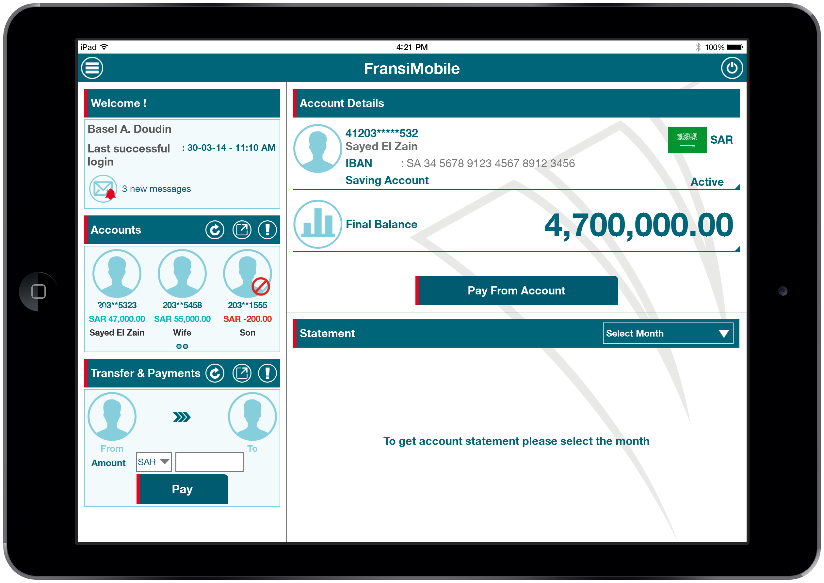 iPad
4:21 PM
100%
FransiMobile
Welcome !
Basel A. Doudin
Last successful login : 30-03-14 - 11:10 AM
3 new messages
Accounts
203**5323
203**5458
203**1555
SAR 47,000.00
SAR 55,000.00
SAR -200.00
Sayed El Zain
Wife
Son
Transfer & Payments
From
To
Amount
SAR
Pay
Account Details
41203*****532
Sayed El Zain
SAR
IBAN : SA 34 5678 9123 4567 8912 3456
Saving Account
Active
Final Balance
4,700,000.00
Pay From Account
Statement
Select Month
To get account statement please select the month